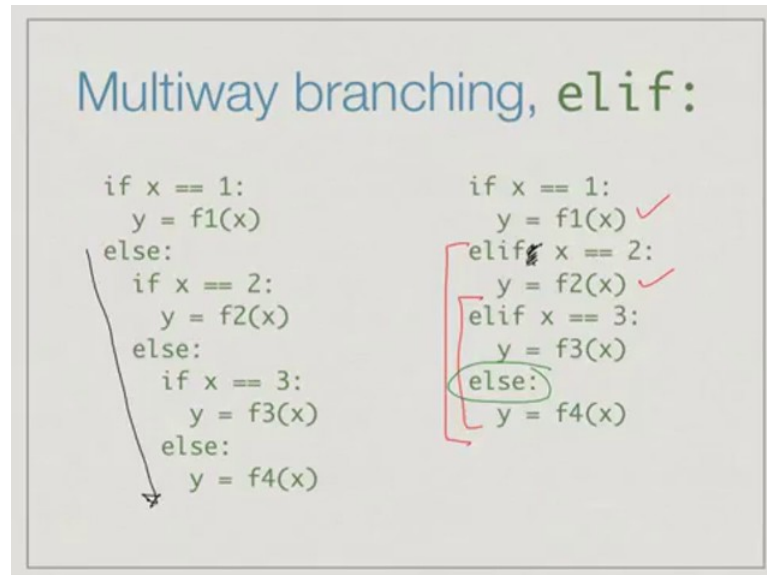 Multiway branching, elif:
if x == 1:
y = f1(x)
else:
if x == 2:
y = f2(x)
else:
if x == 3:
y = f3(x)
else:
y = f4(x)
if x == 1:
y = f1(x)
elif x == 2:
y = f2(x)
elif x == 3:
y = f3(x)
else:
y = f4(x)